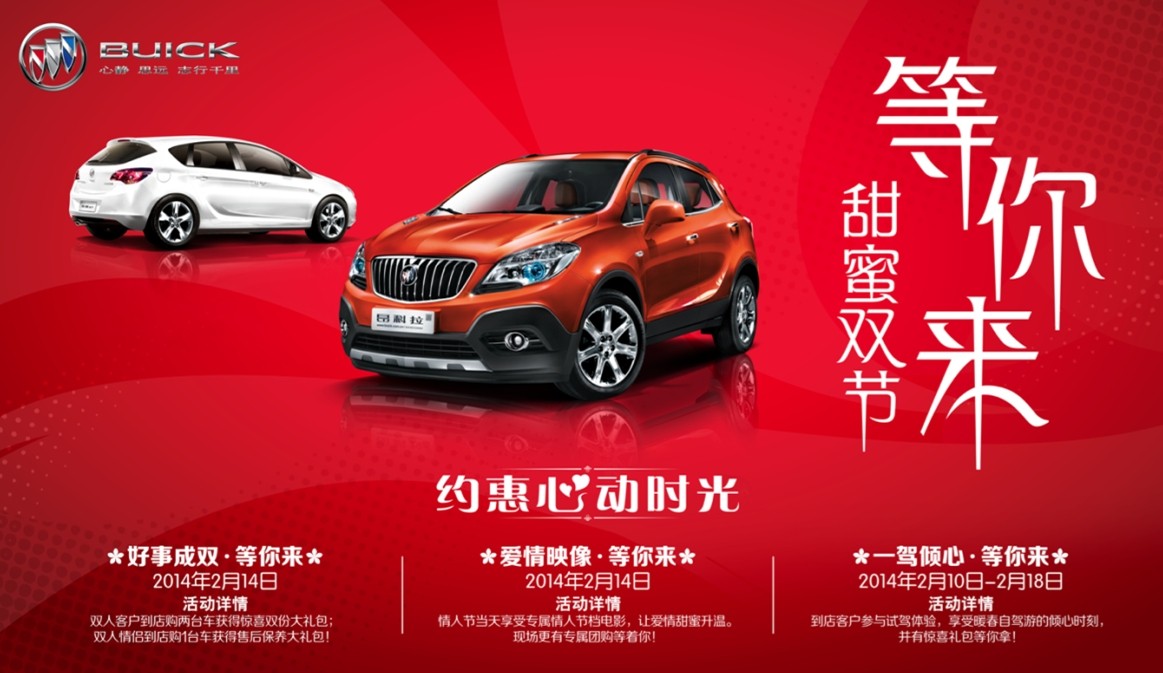 BUICK
心静 思远 志行千里
等你来
甜蜜双节
昂科拉
约惠心动时光
*好事成双·等你来*
2014年2月14日
活动详情
双人客户到店购两台车获得惊喜双份大礼包;
双人情侣到店购1台车获得售后保养大礼包!
*爱情映像·等你来*
2014年2月14日
活动详情
情人节当天享受专属情人节档电影,让爱情甜蜜升温。
现场更有专属团购等着你!
*一驾倾心·等你来*
2014年2月10日-2月18日
活动详情
到店客户参与试驾体验,享受暖春自驾游的倾心时刻,
并有惊喜礼包等你拿!